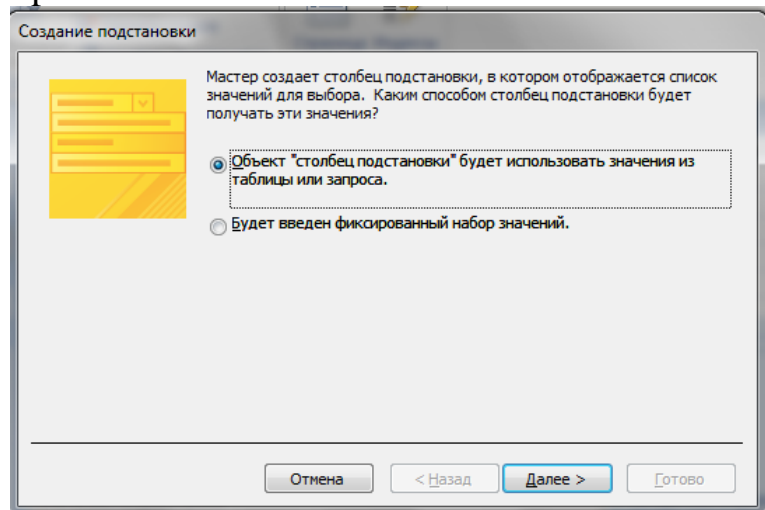 Создание подстановки
Мастер создает столбец подстановки, в котором отображается список
значений для выбора. Каким способом столбец подстановки будет
получать эти значения?
Объект "столбец подстановки" будет использовать значения из
таблицы или запроса.
Будет введен фиксированный набор значений.
Отмена
< Назад
Далее >
Готово